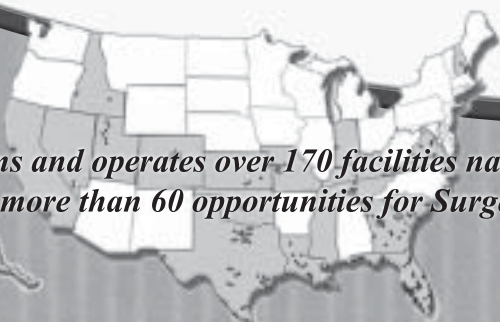 and operates over 170 facilities
more than 60 opportunities for